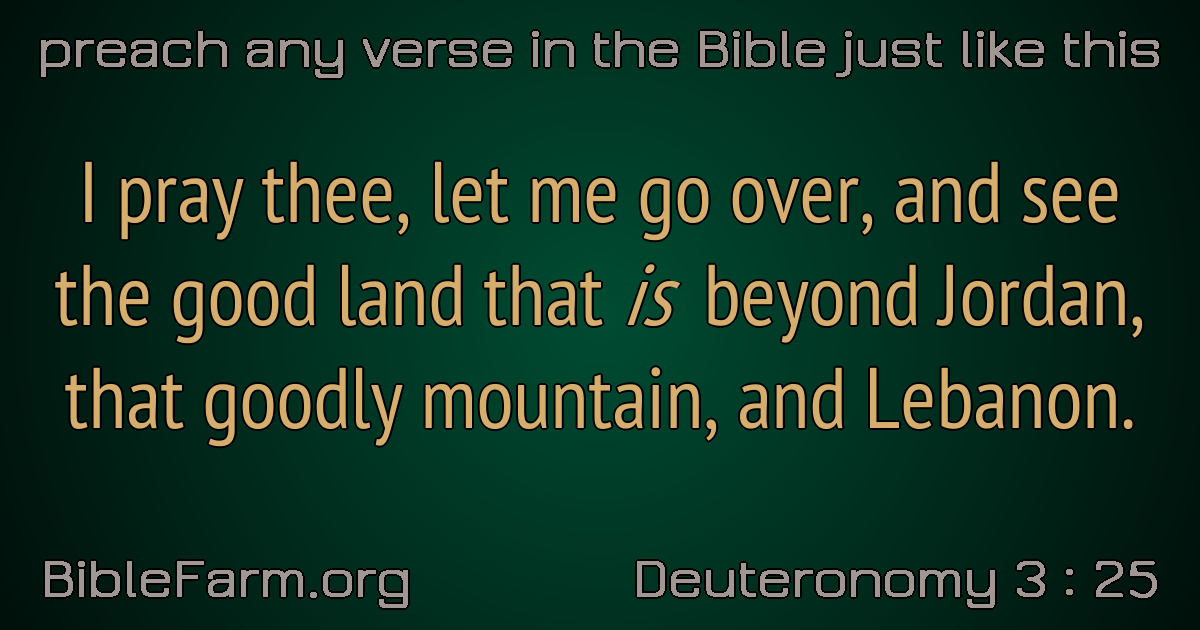 preach any verse in the Bible just like this
I pray thee, let me go over, and see
the good land that is beyond Jordan,
that goodly mountain, and Lebanon.
BibleFarm.org
Deuteronomy 3 : 25